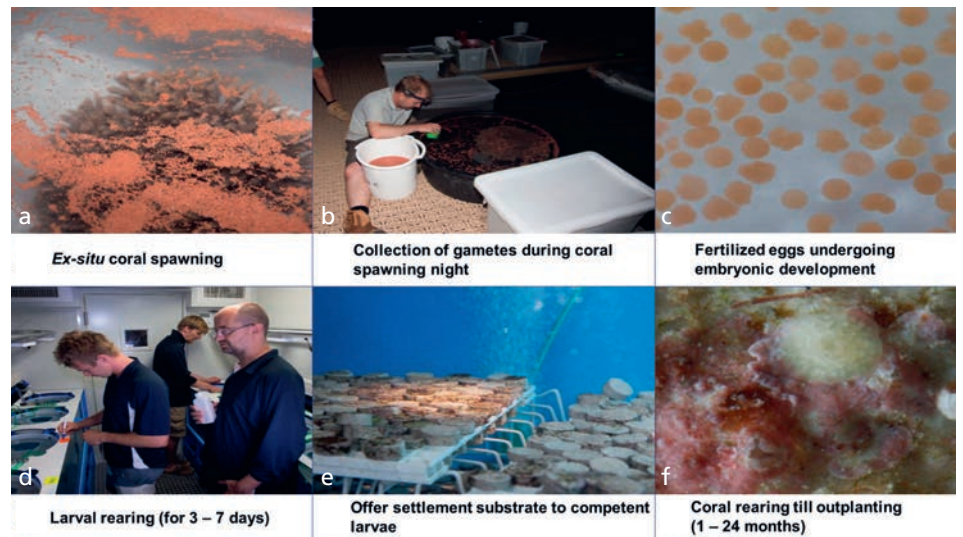 a
b
c
Ex-situ coral spawning
Collection of gametes during coral
spawning night
Fertilized eggs undergoing
embryonic development
d
e
f
Larval rearing (for 3 – 7 days)
Offer settlement substrate to competent
larvae
Coral rearing till outplanting
(1 – 24 months)